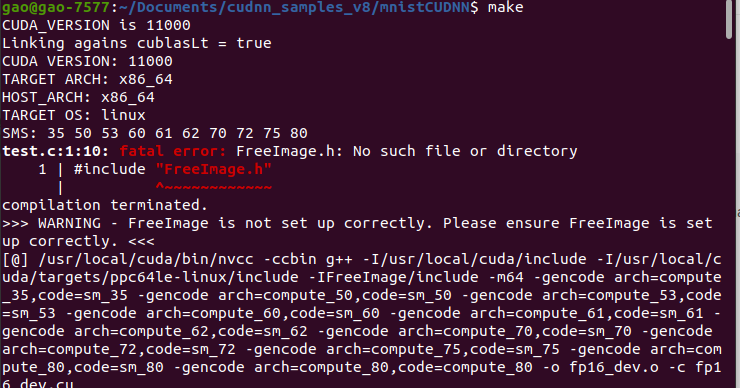 gao@gao-7577:~/Documents/cudnn_samples_v8/mnistCUDNN$ make
CUDA_VERSION is 11000
Linking agains cublasLt = true
CUDA VERSION: 11000
TARGET ARCH: x86_64
HOST_ARCH: x86_64
TARGET OS: linux
SMS: 35 50 53 60 61 62 70 72 75 80
test.c:1:10: fatal error: FreeImage.h: No such file or directory
    1 | #include "FreeImage.h"
      |          ^~~~~~~~~~~~~
compilation terminated.
>>> WARNING - FreeImage is not set up correctly. Please ensure FreeImage is set
up correctly. <<<
[@] /usr/local/cuda/bin/nvcc -ccbin g++ -I/usr/local/cuda/include -I/usr/local/c
uda/targets/ppc64le-linux/include -IFreeImage/include -m64 -gencode arch=compute
_35,code=sm_35 -gencode arch=compute_50,code=sm_50 -gencode arch=compute_53,code
=sm_53 -gencode arch=compute_60,code=sm_60 -gencode arch=compute_61,code=sm_61 -
gencode arch=compute_62,code=sm_62 -gencode arch=compute_70,code=sm_70 -gencode
arch=compute_72,code=sm_72 -gencode arch=compute_75,code=sm_75 -gencode arch=com
pute_80,code=sm_80 -gencode arch=compute_80,code=compute_80 -o fp16_dev.o -c fp1
6_dev.cu